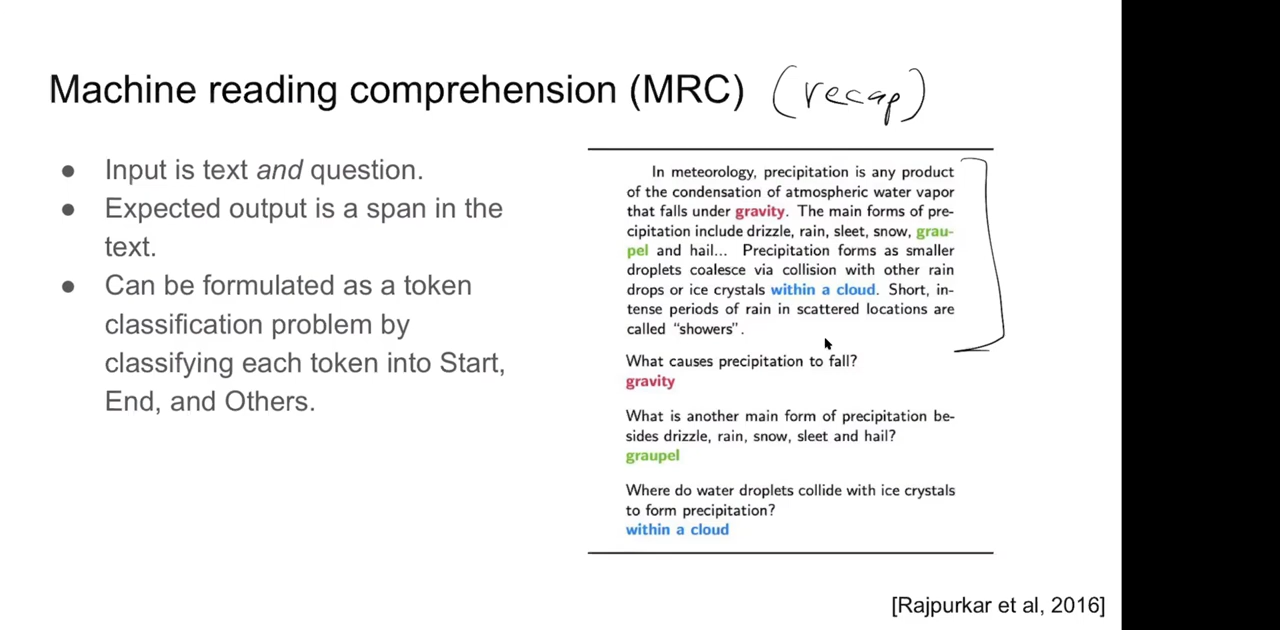 Machine reading comprehension (MRC) (recap)
● Input is text and question.
● Expected output is a span in the
text.
● Can be formulated as a token
classification problem by
classifying each token into Start,
End, and Others.
In meteorology, precipitation is any product
of the condensation of atmospheric water vapor
that falls under gravity. The main forms of pre-
cipitation include drizzle, rain, sleet, snow, grau-
pel and hail... Precipitation forms as smaller
droplets coalesce via collision with other rain
drops or ice crystals within a cloud. Short, in-
tense periods of rain in scattered locations are
called “showers”.
What causes precipitation to fall?
gravity
What is another main form of precipitation be-
sides drizzle, rain, snow, sleet and hail?
graupel
Where do water droplets collide with ice crystals
to form precipitation?
within a cloud
[Rajpurkar et al, 2016]